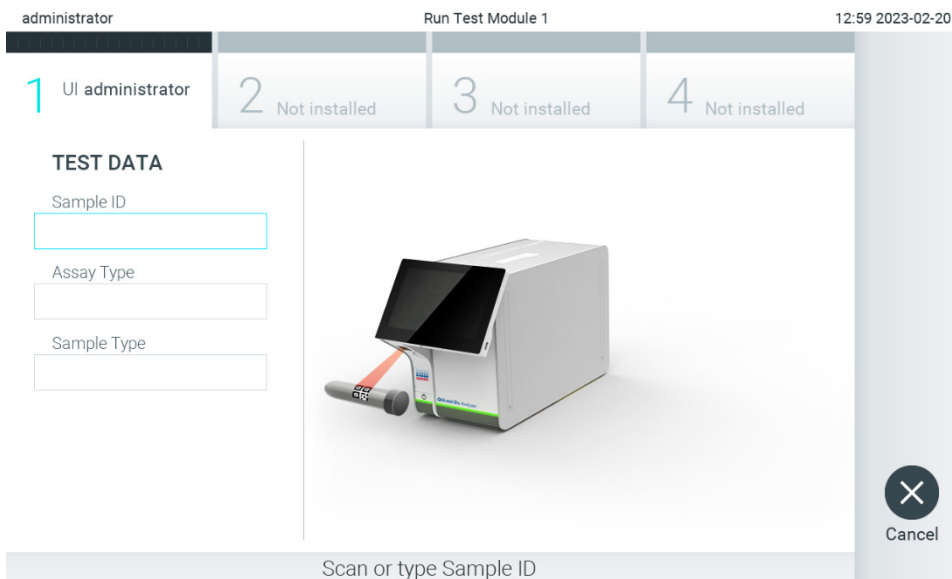 administrator
Run Test Module 1
12:59 2023-02-20
1 UI administrator
2 Not installed
3 Not installed
4 Not installed
TEST DATA
Sample ID
Assay Type
Sample Type
Cancel
Scan or type Sample ID